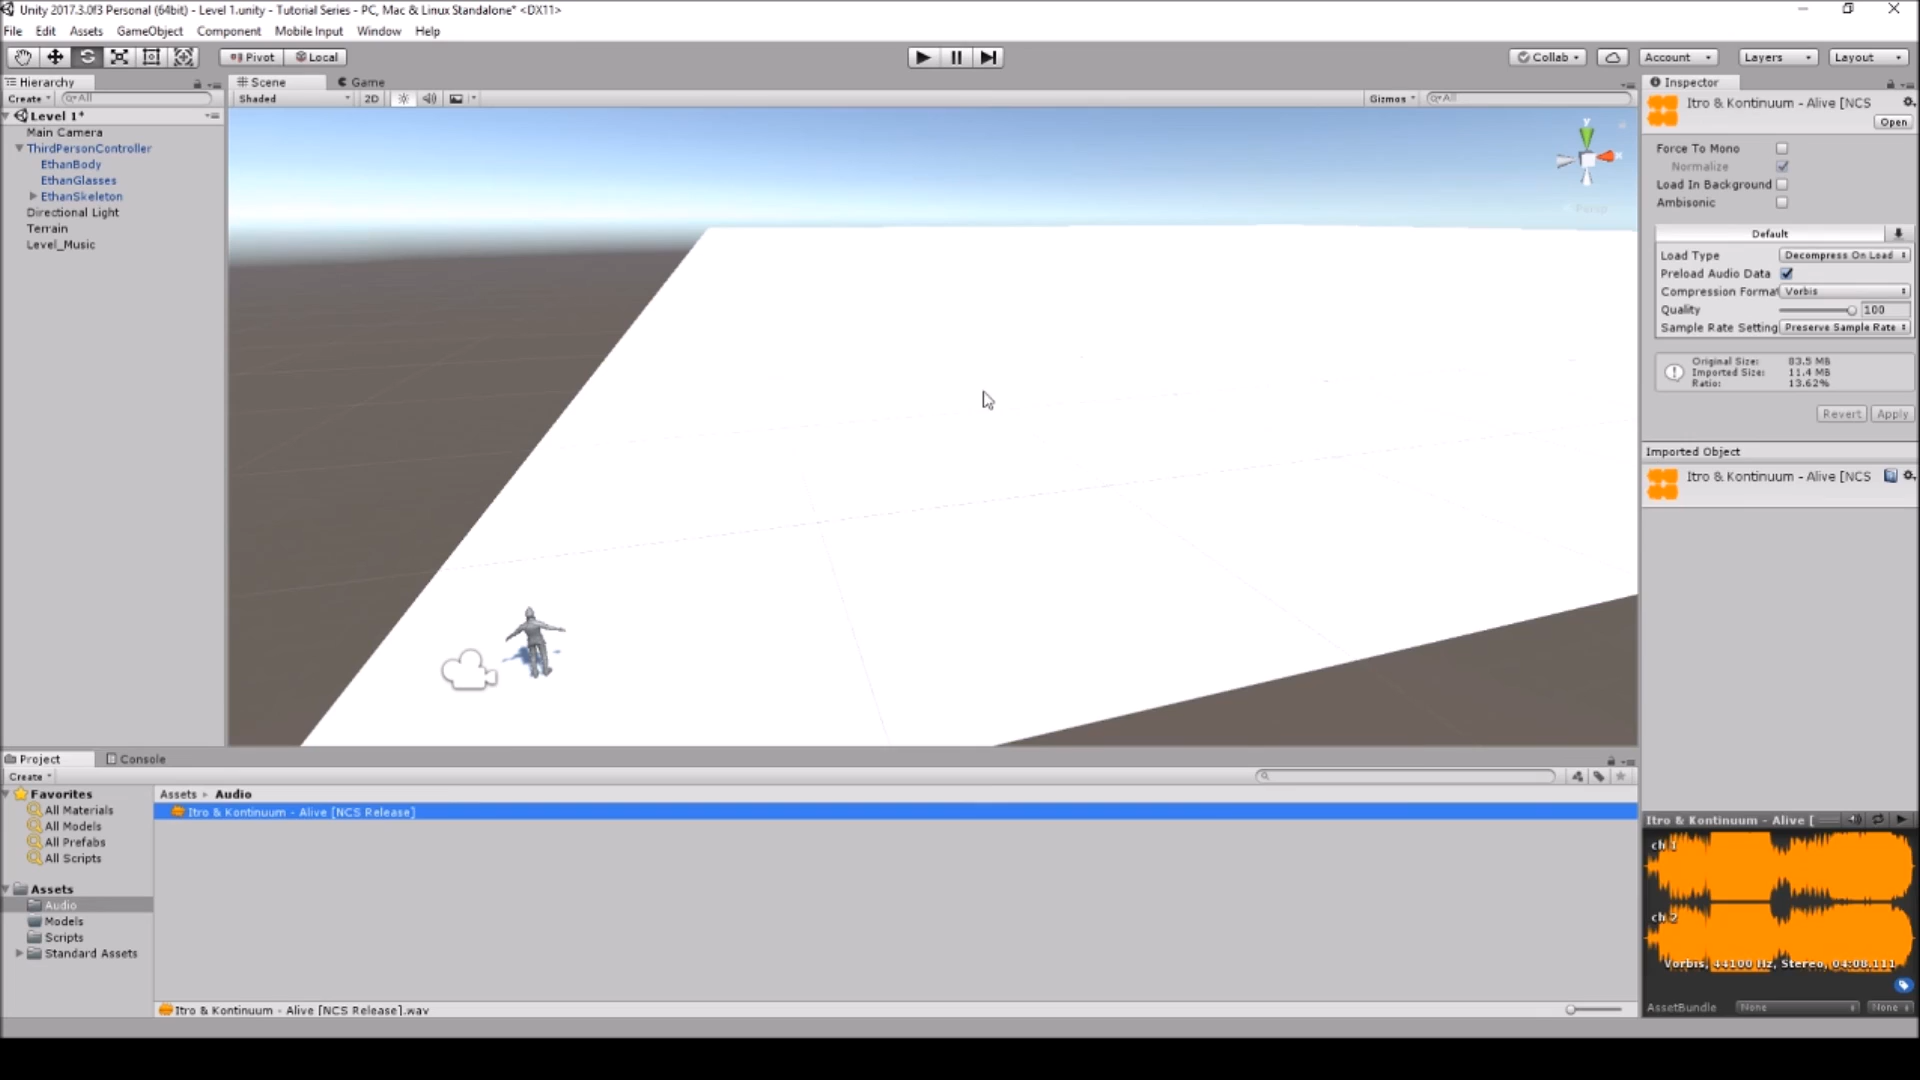 Unity 2017.3.0f3 Personal (64bit) - Level 1.unity - Tutorial Series - PC, Mac & Linux Standalone* <DX11>
File Edit Assets GameObject Component Mobile Input Window Help
Pivot Local Collab Account Layers Layout
Hierarchy
Create All
Level 1*
Main Camera
ThirdPersonController
EthanBody
EthanGlasses
EthanSkeleton
Directional Light
Terrain
Level_Music
Scene Game
Shaded 2D Gizmos All
y
Persp
Inspector
Itro & Kontinuum - Alive [NCS
Open
Force To Mono
Normalize
Load In Background
Ambisonic
Default
Load Type Decompress On Load
Preload Audio Data
Compression Format Vorbis
Quality 100
Sample Rate Setting Preserve Sample Rate
Original Size: 83.5 MB
Imported Size: 11.4 MB
Ratio: 13.62%
Revert Apply
Imported Object
Itro & Kontinuum - Alive [NCS
Project Console
Create
Favorites
All Materials
All Models
All Prefabs
All Scripts
Assets
Audio
Models
Scripts
Standard Assets
Assets Audio
Itro & Kontinuum - Alive [NCS Release]
Itro & Kontinuum - Alive [NCS Release].wav
Itro & Kontinuum - Alive [
ch 1
ch 2
Vorbis, 44100 Hz, Stereo, 04:08.111
AssetBundle None None